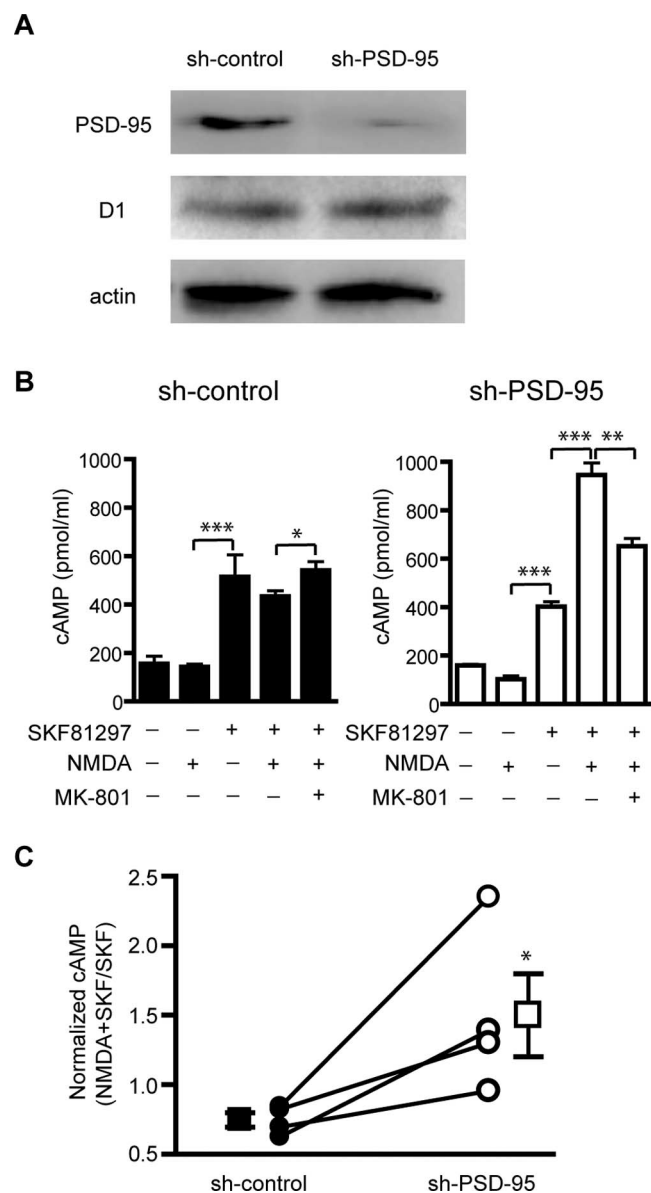 A
sh-control sh-PSD-95
PSD-95
D1
actin
B
sh-control sh-PSD-95
cAMP (pmol/ml)
1000
800
600
400
200
0
*** *
SKF81297 – – + + +
NMDA – + – + +
MK-801 – – – – +
cAMP (pmol/ml)
1000
800
600
400
200
0
*** **
***
SKF81297 – – + + +
NMDA – + – + +
MK-801 – – – – +
C
Normalized cAMP
(NMDA+SKF/SKF)
2.5
2.0
1.5
1.0
0.5
*
sh-control sh-PSD-95